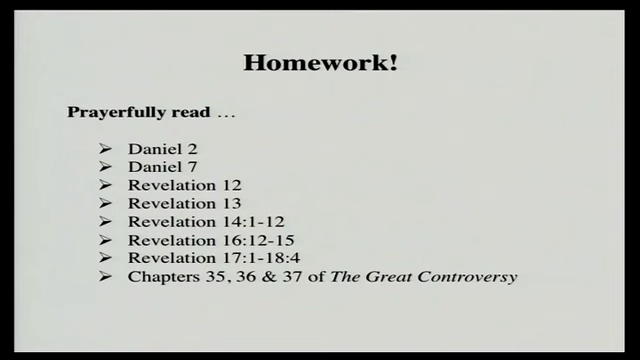 Homework!
Prayerfully read …
➢ Daniel 2
➢ Daniel 7
➢ Revelation 12
➢ Revelation 13
➢ Revelation 14:1-12
➢ Revelation 16:12-15
➢ Revelation 17:1-18:4
➢ Chapters 35, 36 & 37 of The Great Controversy